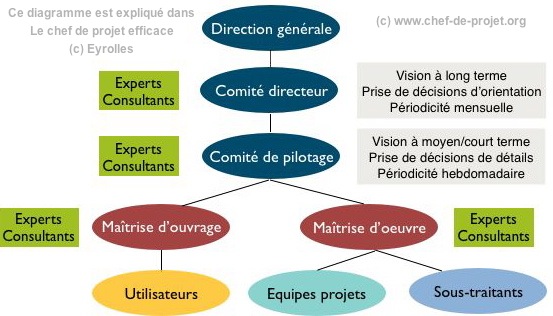 Ce diagramme est expliqué dans
Le chef de projet efficace
(c) Eyrolles
Direction générale
(c) www.chef-de-projet.org
Experts
Consultants
Comité directeur
Vision à long terme
Prise de décisions d'orientation
Périodicité mensuelle
Experts
Consultants
Comité de pilotage
Vision à moyen/court terme
Prise de décisions de détails
Périodicité hebdomadaire
Experts
Consultants
Maîtrise d'ouvrage
Maîtrise d'oeuvre
Experts
Consultants
Utilisateurs
Equipes projets
Sous-traitants